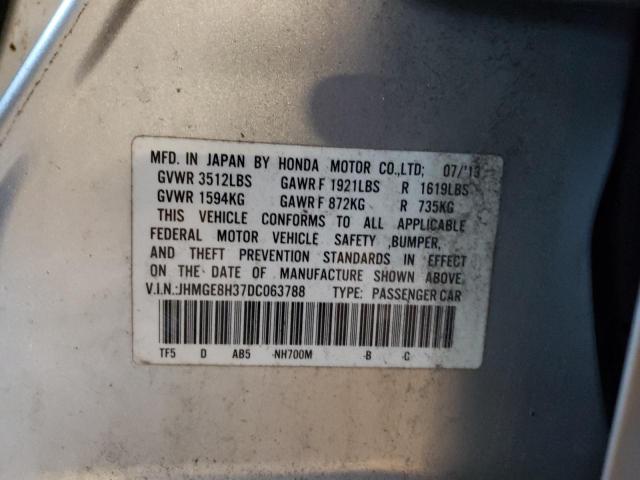 MFD. IN JAPAN BY HONDA MOTOR CO.,LTD; 07/'13
GVWR 3512LBS GAWR F 1921LBS R 1619LBS
GVWR 1594KG GAWR F 872KG R 735KG
THIS VEHICLE CONFORMS TO ALL APPLICABLE
FEDERAL MOTOR VEHICLE SAFETY ,BUMPER,
AND THEFT PREVENTION STANDARDS IN EFFECT
ON THE DATE OF MANUFACTURE SHOWN ABOVE.
V.I.N.:JHMGE8H37DC063788 TYPE: PASSENGER CAR
TF5 D AB5 -NH700M -B -C